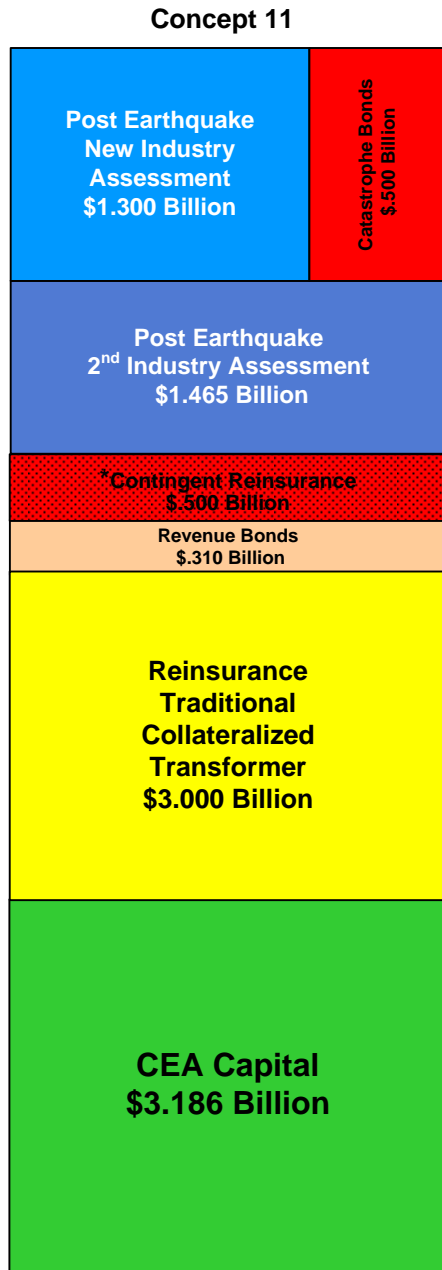 Concept 11
Post Earthquake
New Industry
Assessment
$1.300 Billion
Catastrophe Bonds
$.500 Billion
Post Earthquake
2nd Industry Assessment
$1.465 Billion
*Contingent Reinsurance
$.500 Billion
Revenue Bonds
$.310 Billion
Reinsurance
Traditional
Collateralized
Transformer
$3.000 Billion
CEA Capital
$3.186 Billion